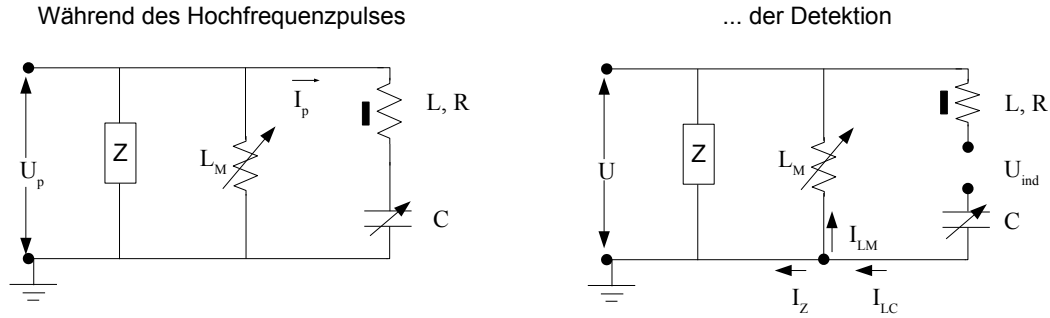 Während des Hochfrequenzpulses
... der Detektion
I_p
L, R
Z
L_M
U_p
C
L, R
Z
L_M
U
U_ind
C
I_LM
I_Z
I_LC